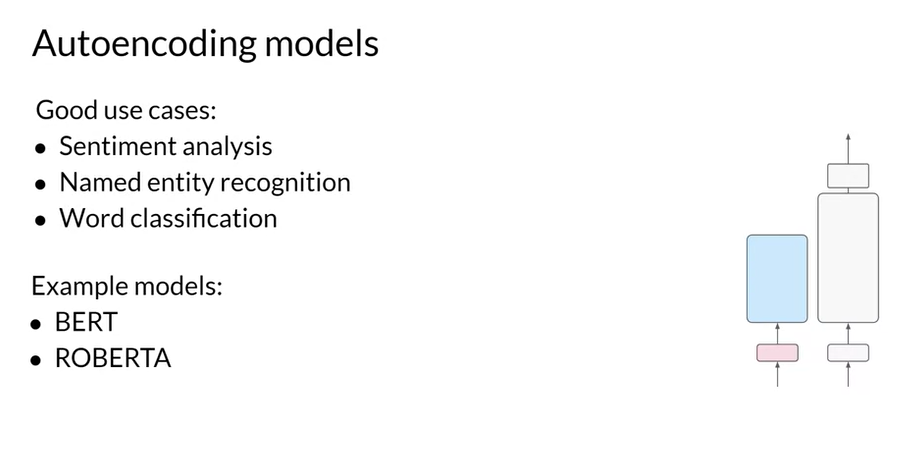 Autoencoding models
Good use cases:
● Sentiment analysis
● Named entity recognition
● Word classification
Example models:
● BERT
● ROBERTA